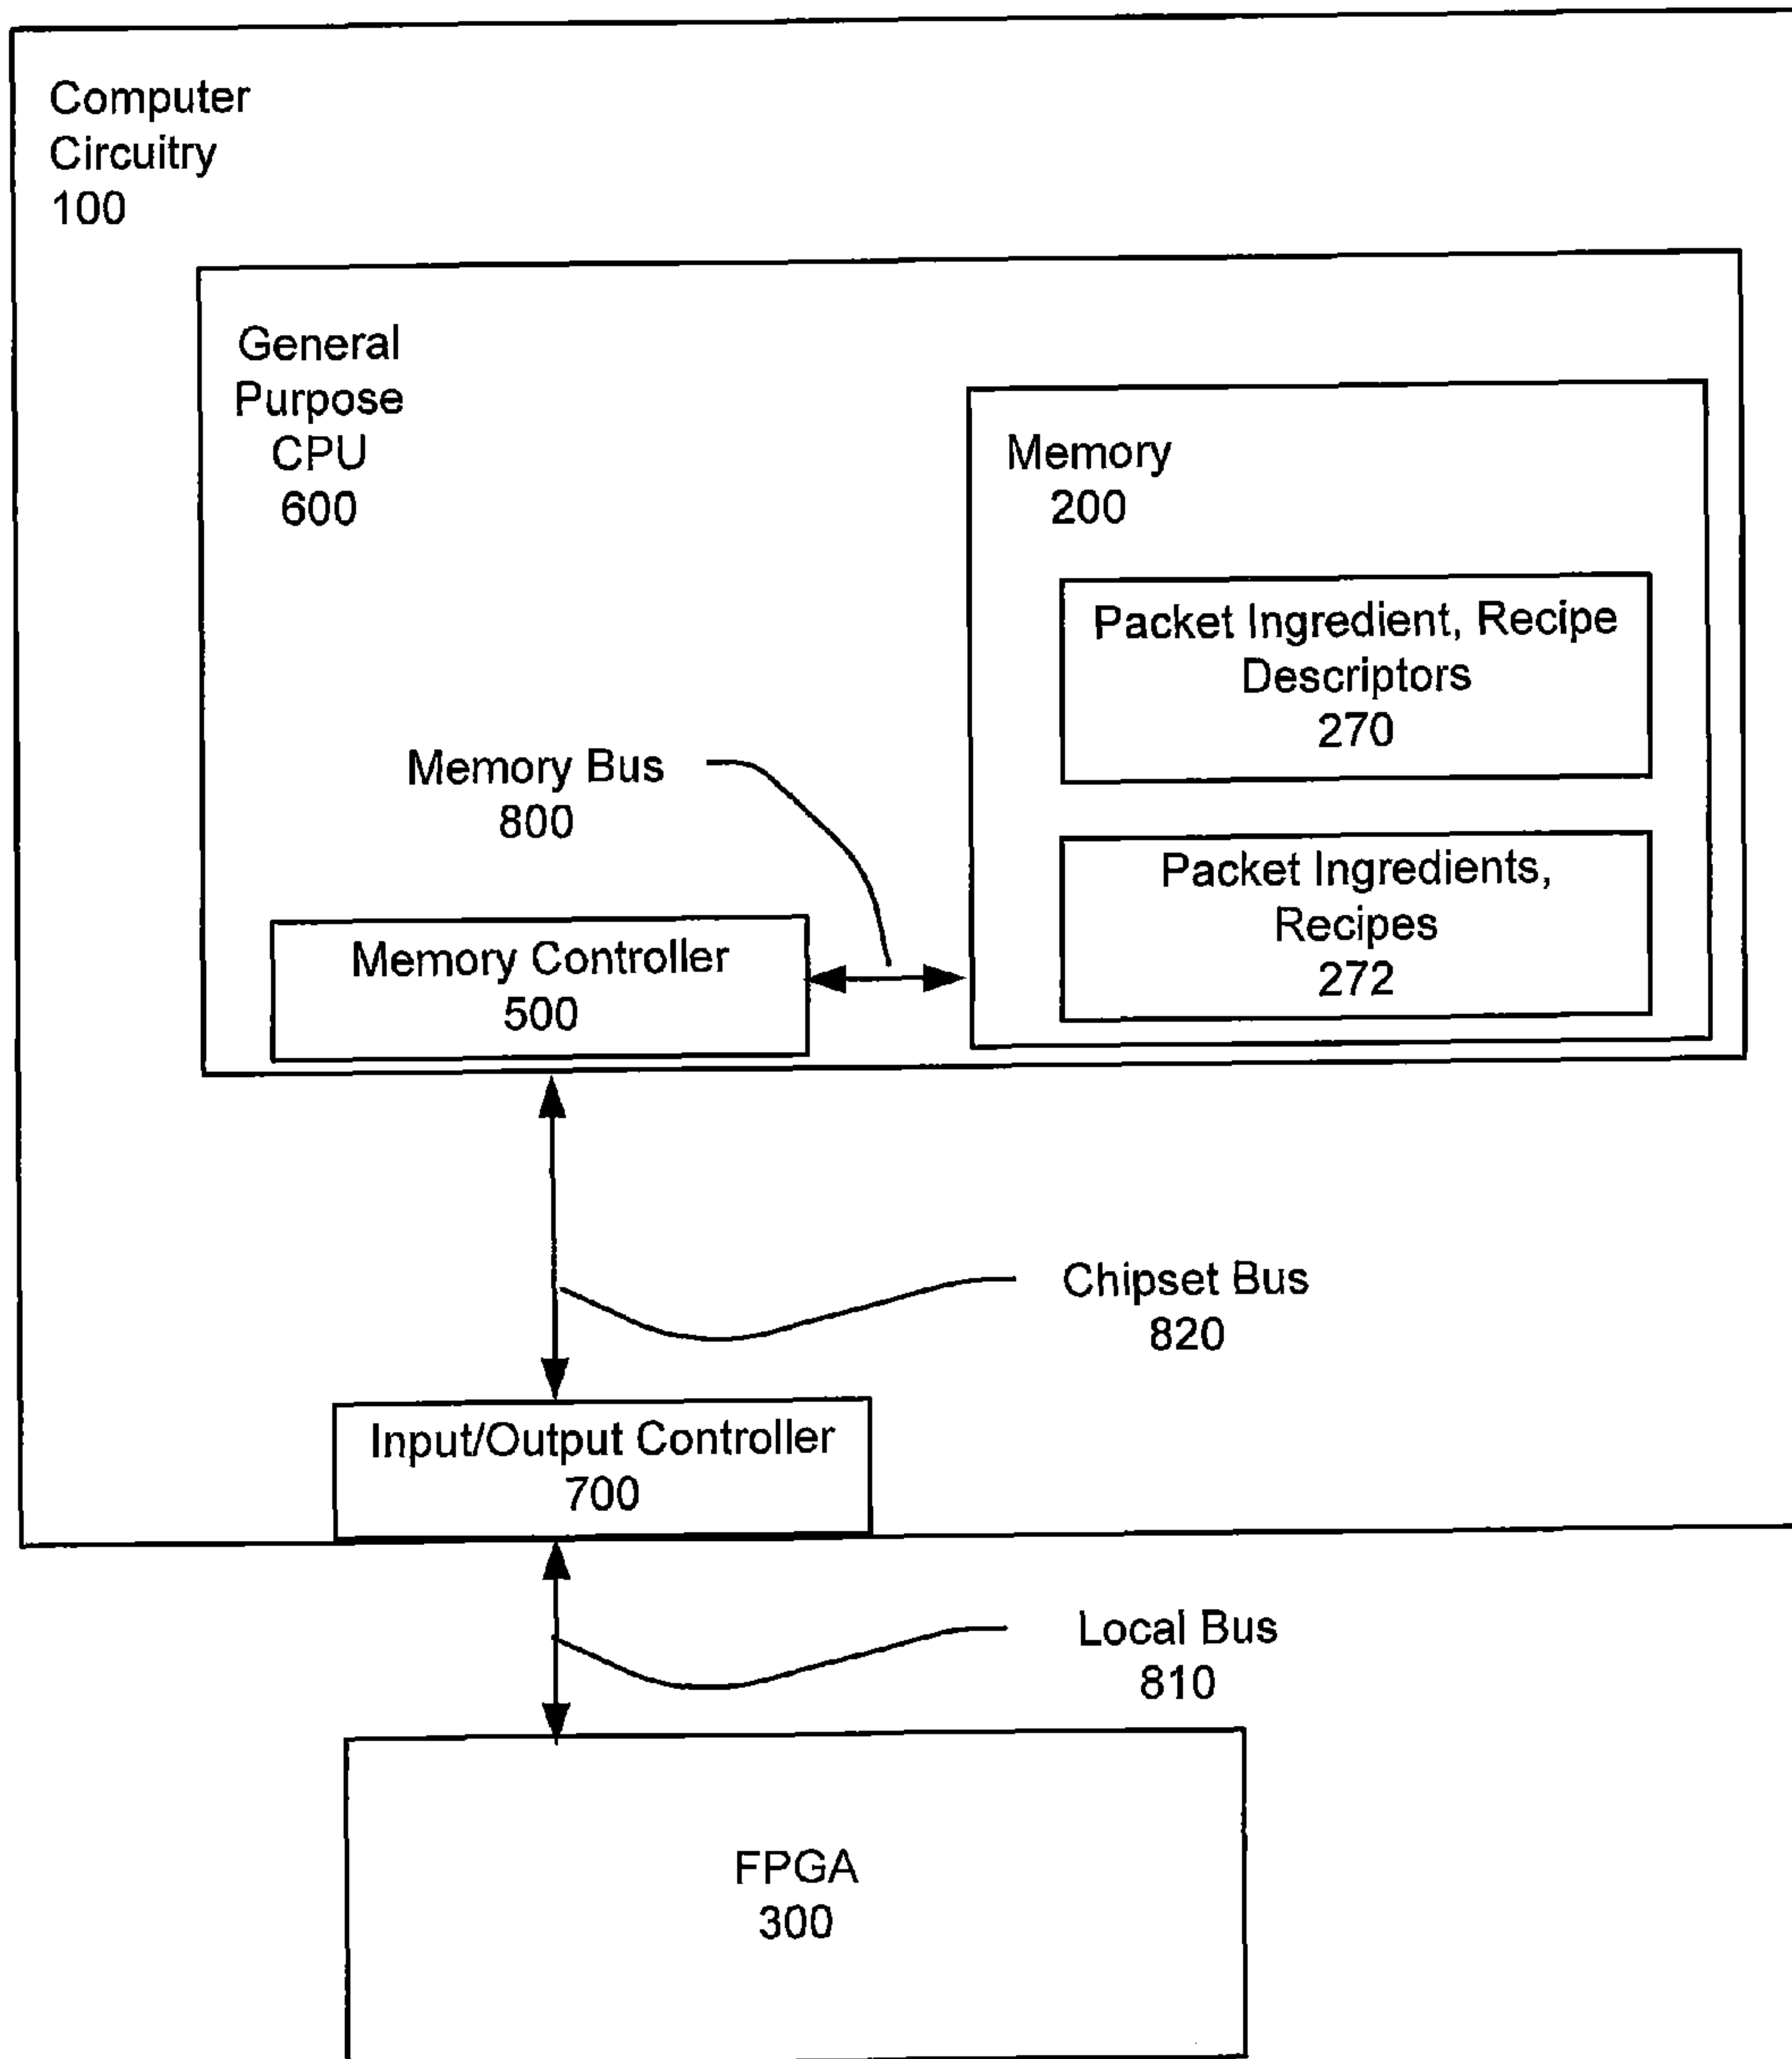 Computer
Circuitry
100
General
Purpose
CPU
600
Memory
200
Packet Ingredient, Recipe
Descriptors
270
Memory Bus
800
Packet Ingredients,
Recipes
272
Memory Controller
500
Chipset Bus
820
Input/Output Controller
700
Local Bus
810
FPGA
300